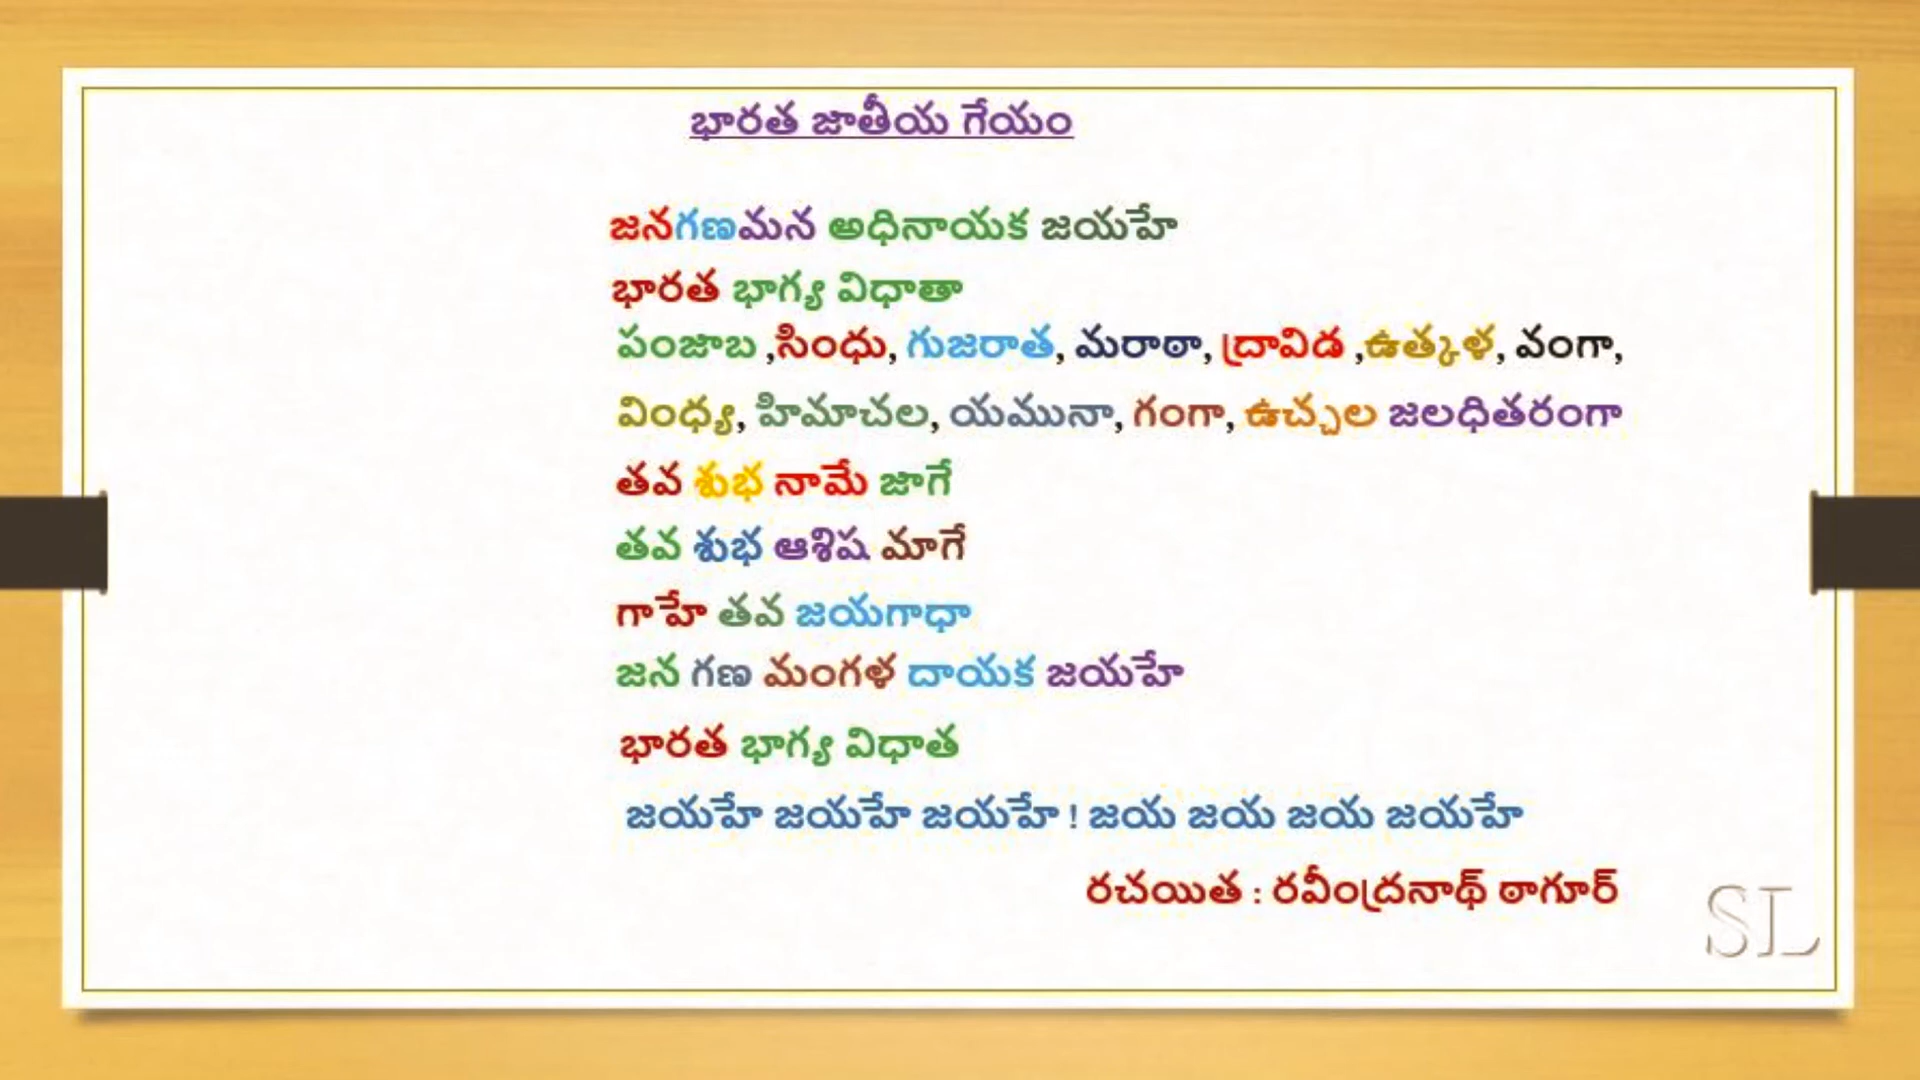 భారత జాతీయ గేయం
జనగణమన అధినాయక జయహే
భారత భాగ్య విధాతా
పంజాబ ,సింధు, గుజరాత, మరాఠా, ద్రావిడ ,ఉత్కళ, వంగా,
వింధ్య, హిమాచల, యమునా, గంగా, ఉచ్చల జలధితరంగా
తవ శుభ నామే జాగే
తవ శుభ ఆశిష మాగే
గాహే తవ జయగాధా
జన గణ మంగళ దాయక జయహే
భారత భాగ్య విధాత
జయహే జయహే జయహే ! జయ జయ జయ జయహే
రచయిత : రవీంద్రనాథ్ ఠాగూర్
SL